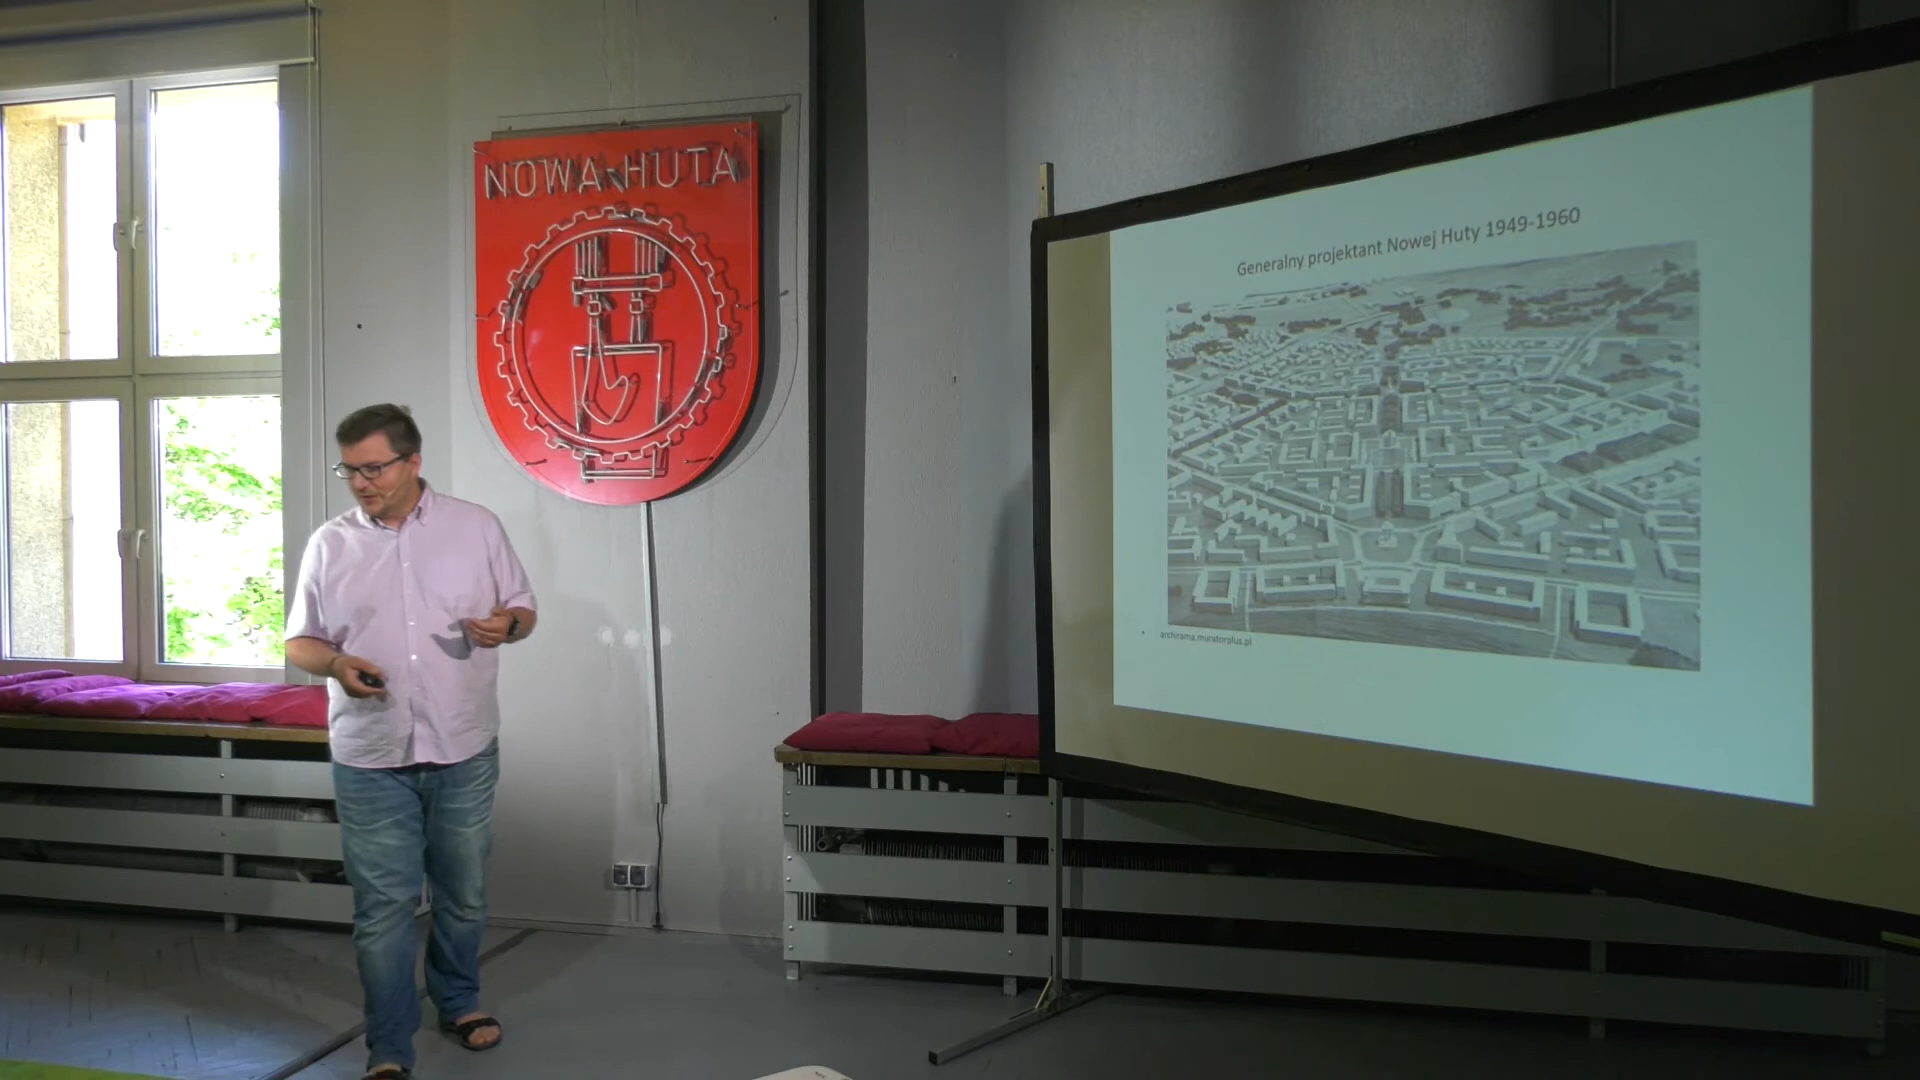 NOWA HUTA
Generalny projektant Nowej Huty 1949-1960
archirama.muratorplus.pl